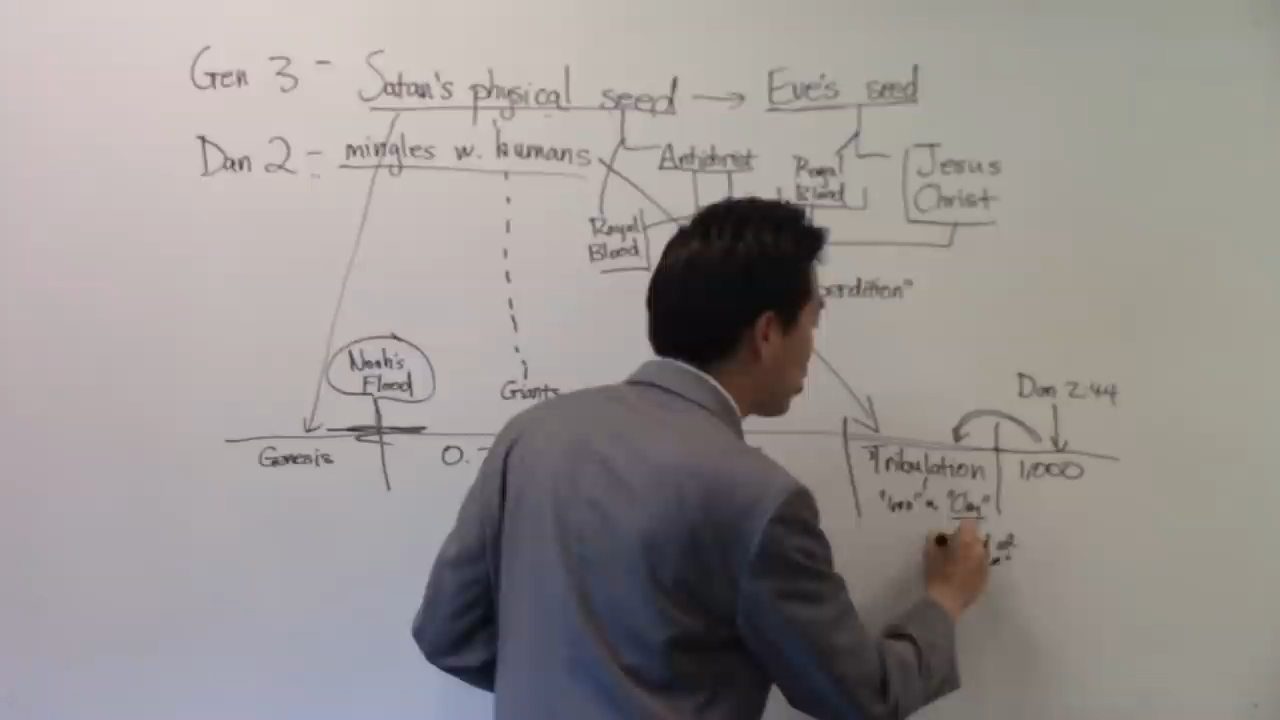 Gen 3 - Satan's physical seed → Eve's seed
Dan 2 - mingles w. humans
Antichrist
Royal
Blood
Jesus
Christ
Royal
Blood
Noah's
Flood
Giants
Dan 2:44
Genesis
Tribulation
1,000
"Clay"